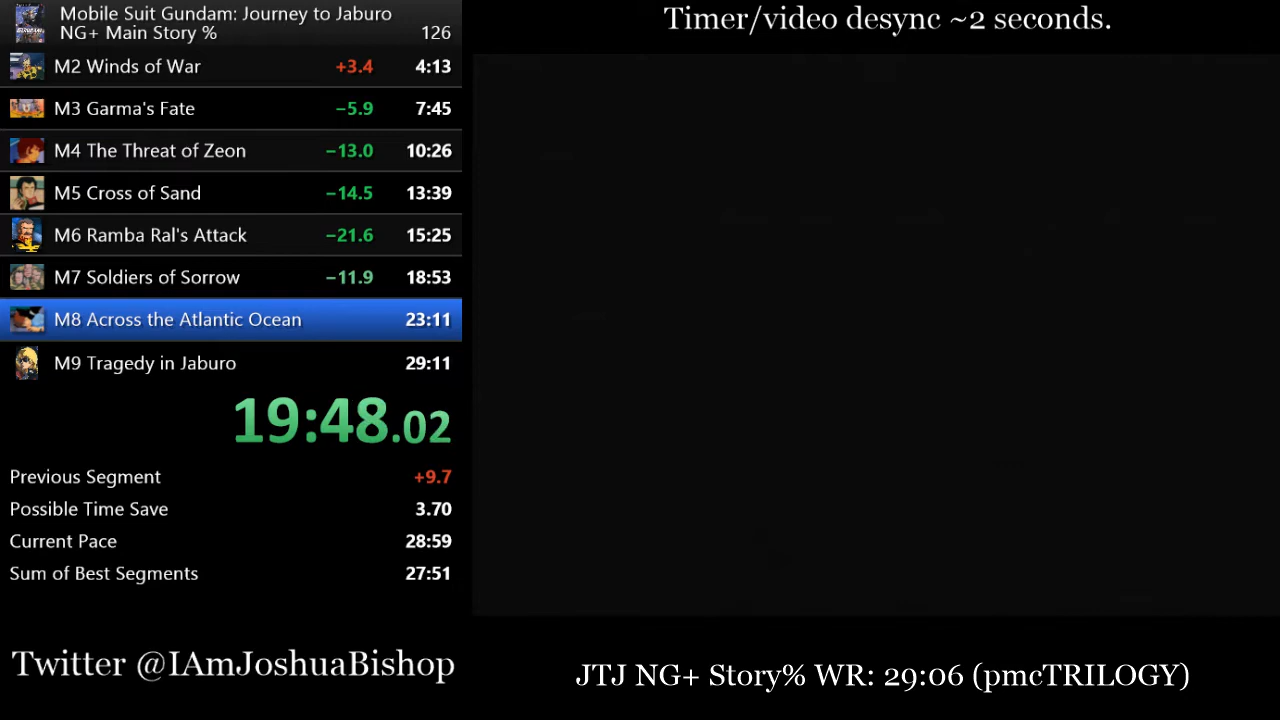 Mobile Suit Gundam: Journey to Jaburo
NG+ Main Story % 126
M2 Winds of War +3.4 4:13
M3 Garma's Fate −5.9 7:45
M4 The Threat of Zeon −13.0 10:26
M5 Cross of Sand −14.5 13:39
M6 Ramba Ral's Attack −21.6 15:25
M7 Soldiers of Sorrow −11.9 18:53
M8 Across the Atlantic Ocean 23:11
M9 Tragedy in Jaburo 29:11
19:48.02
Previous Segment +9.7
Possible Time Save 3.70
Current Pace 28:59
Sum of Best Segments 27:51
Twitter @IAmJoshuaBishop
Timer/video desync ~2 seconds.
JTJ NG+ Story% WR: 29:06 (pmcTRILOGY)